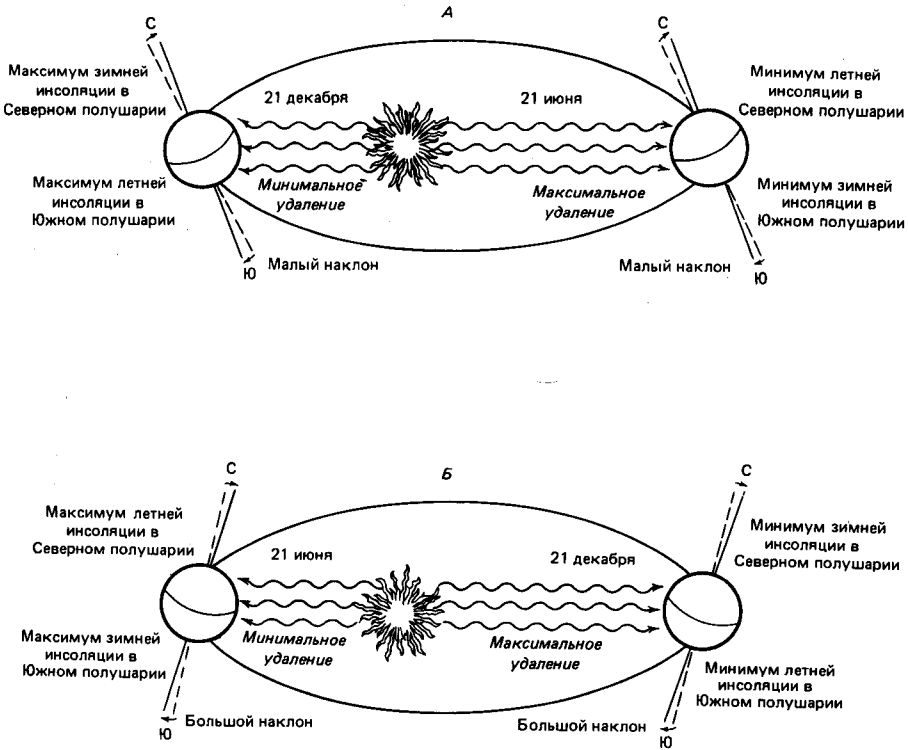 А
С
С
Максимум зимней
инсоляции в
Северном полушарии
21 декабря
21 июня
Минимум летней
инсоляции в
Северном полушарии
Максимум летней
инсоляции в
Южном полушарии
Минимальное
удаление
Максимальное
удаление
Минимум зимней
инсоляции в
Южном полушарии
Ю
Малый наклон
Малый наклон
Ю
Б
С
С
Максимум летней
инсоляции в
Северном полушарии
21 июня
21 декабря
Минимум зимней
инсоляции в
Северном полушарии
Максимум зимней
инсоляции в
Южном полушарии
Минимальное
удаление
Максимальное
удаление
Минимум летней
инсоляции в
Южном полушарии
Ю
Большой наклон
Большой наклон
Ю